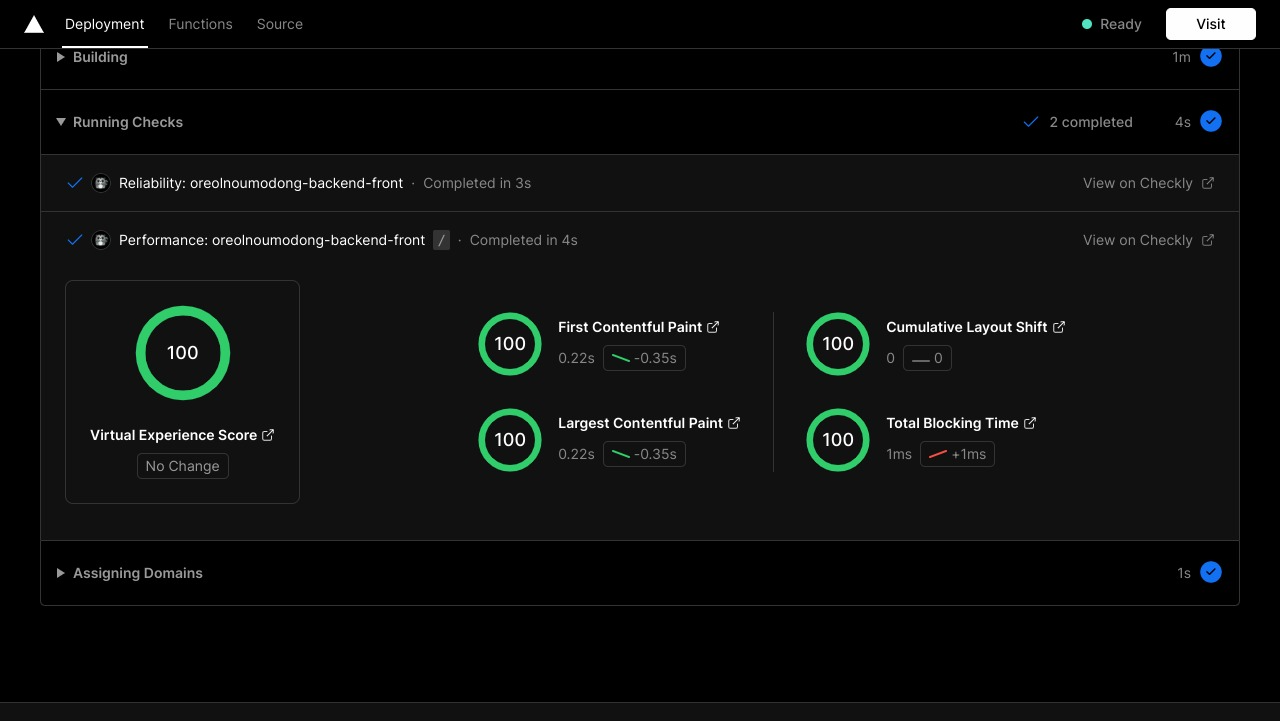 Deployment Functions Source Ready Visit
Building 1m
Running Checks 2 completed 4s
Reliability: oreolnoumodong-backend-front · Completed in 3s View on Checkly
Performance: oreolnoumodong-backend-front / · Completed in 4s View on Checkly
100
Virtual Experience Score
No Change
100
First Contentful Paint
0.22s -0.35s
100
Largest Contentful Paint
0.22s -0.35s
100
Cumulative Layout Shift
0 0
100
Total Blocking Time
1ms +1ms
Assigning Domains 1s